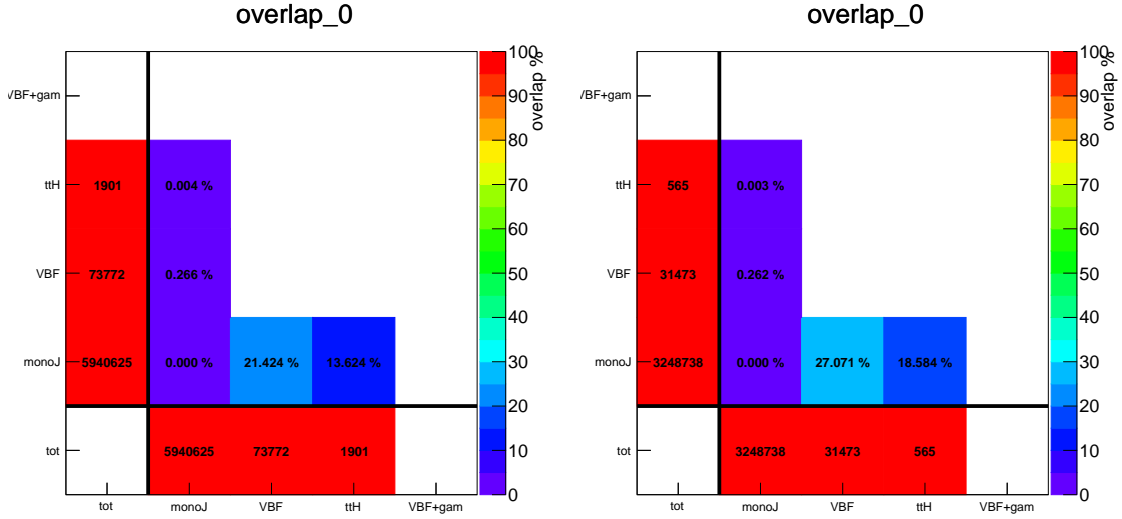 overlap_0
100
90
80
70
60
50
40
30
20
10
0
overlap %
VBF+gam
ttH
VBF
monoJ
tot
1901 0.004 %
73772 0.266 %
5940625 0.000 % 21.424 % 13.624 %
5940625 73772 1901
tot monoJ VBF ttH VBF+gam
overlap_0
100
90
80
70
60
50
40
30
20
10
0
overlap %
VBF+gam
ttH
VBF
monoJ
tot
565 0.003 %
31473 0.262 %
3248738 0.000 % 27.071 % 18.584 %
3248738 31473 565
tot monoJ VBF ttH VBF+gam